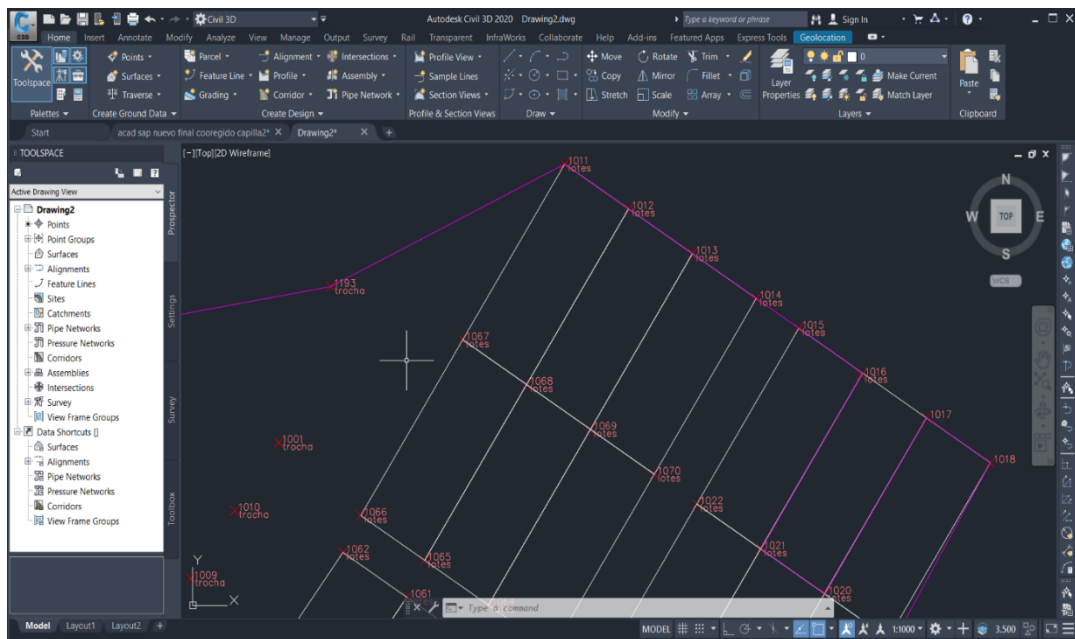 Autodesk Civil 3D 2020 Drawing2.dwg
Civil 3D
Type a keyword or phrase
Sign In
C3D
Home Insert Annotate Modify Analyze View Manage Output Survey Rail Transparent InfraWorks Collaborate Help Add-ins Featured Apps Express Tools Geolocation
Points Parcel Alignment Intersections Profile View Move Rotate Trim 0
Surfaces Feature Line Profile Assembly Sample Lines Copy Mirror Fillet Make Current
Toolspace
Traverse Grading Corridor Pipe Network Section Views Stretch Scale Array Layer Properties Match Layer Paste
Palettes Create Ground Data Create Design Profile & Section Views Draw Modify Layers Clipboard
Start acad sap nuevo final cooregido capilla2* Drawing2*
TOOLSPACE
Active Drawing View
Drawing2
Points
Point Groups
Surfaces
Alignments
Feature Lines
Sites
Catchments
Pipe Networks
Pressure Networks
Corridors
Assemblies
Intersections
Survey
View Frame Groups
Data Shortcuts []
Surfaces
Alignments
Pipe Networks
Pressure Networks
Corridors
View Frame Groups
Prospector
Settings
Survey
Toolbox
[-][Top][2D Wireframe]
N
W TOP E
S
WCS
1011
lotes
1012
lotes
1013
lotes
1014
lotes
1015
lotes
1016
lotes
1017
1018
1193
trocha
1067
lotes
1068
lotes
1069
lotes
1070
lotes
1001
trocha
1010
trocha
1009
trocha
1066
lotes
1062
lotes
1065
lotes
1061
1022
lotes
1021
lotes
1020
lotes
Y
X
Type a command
Model Layout1 Layout2
MODEL 1:1000 3.500